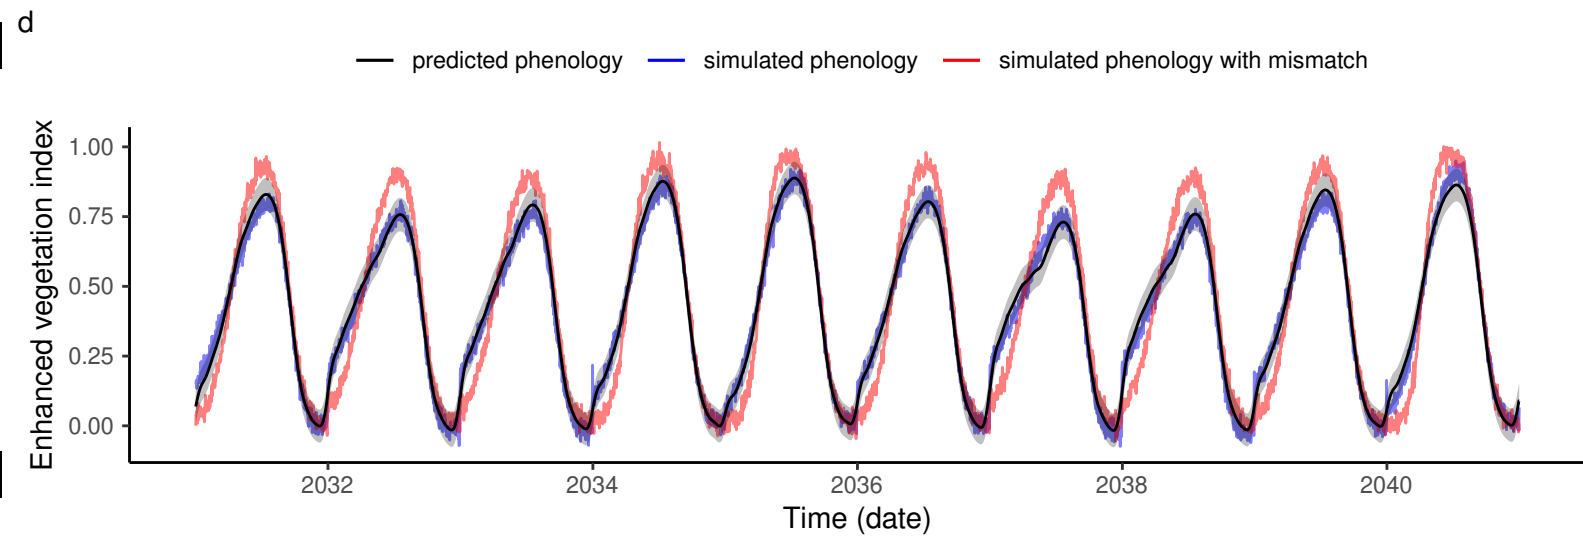 d
predicted phenology simulated phenology simulated phenology with mismatch
Enhanced vegetation index
1.00
0.75
0.50
0.25
0.00
2032 2034 2036 2038 2040
Time (date)